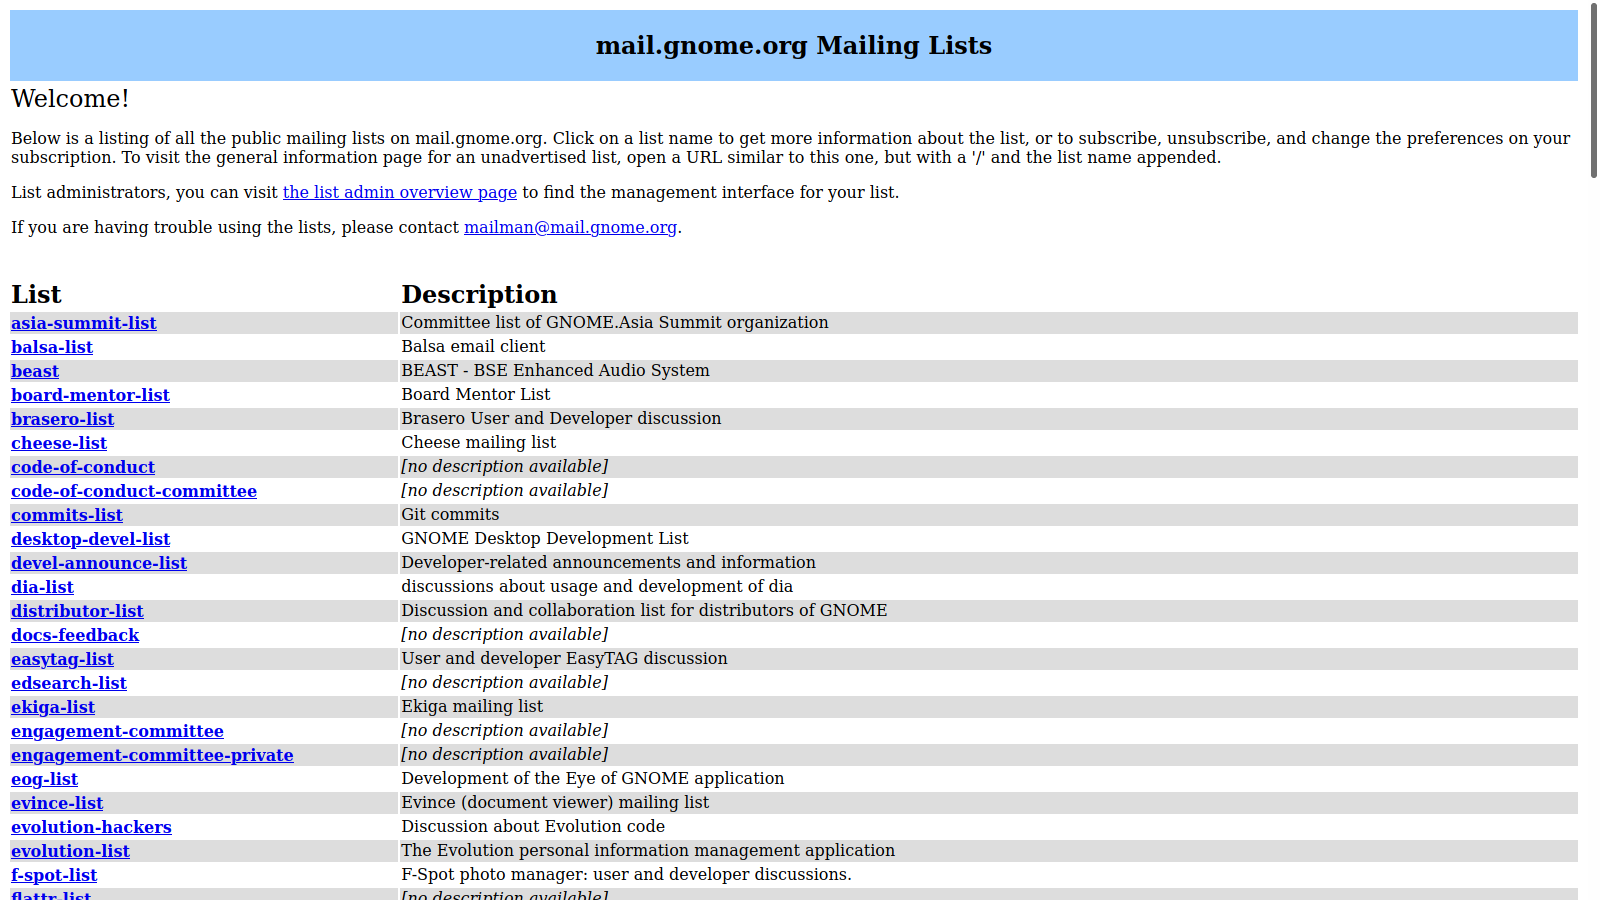 mail.gnome.org Mailing Lists
Welcome!
Below is a listing of all the public mailing lists on mail.gnome.org. Click on a list name to get more information about the list, or to subscribe, unsubscribe, and change the preferences on your
subscription. To visit the general information page for an unadvertised list, open a URL similar to this one, but with a '/' and the list name appended.
List administrators, you can visit the list admin overview page to find the management interface for your list.
If you are having trouble using the lists, please contact mailman@mail.gnome.org.
List Description
asia-summit-list Committee list of GNOME.Asia Summit organization
balsa-list Balsa email client
beast BEAST - BSE Enhanced Audio System
board-mentor-list Board Mentor List
brasero-list Brasero User and Developer discussion
cheese-list Cheese mailing list
code-of-conduct [no description available]
code-of-conduct-committee [no description available]
commits-list Git commits
desktop-devel-list GNOME Desktop Development List
devel-announce-list Developer-related announcements and information
dia-list discussions about usage and development of dia
distributor-list Discussion and collaboration list for distributors of GNOME
docs-feedback [no description available]
easytag-list User and developer EasyTAG discussion
edsearch-list [no description available]
ekiga-list Ekiga mailing list
engagement-committee [no description available]
engagement-committee-private [no description available]
eog-list Development of the Eye of GNOME application
evince-list Evince (document viewer) mailing list
evolution-hackers Discussion about Evolution code
evolution-list The Evolution personal information management application
f-spot-list F-Spot photo manager: user and developer discussions.
flattr-list [no description available]